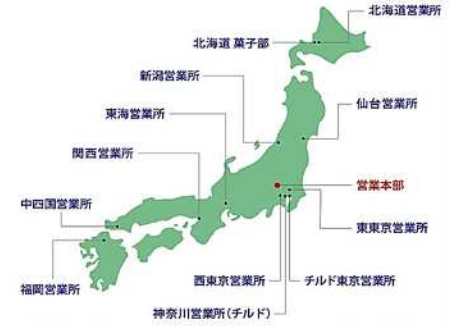 北海道営業所
北海道 菓子部
新潟営業所
仙台営業所
東海営業所
関西営業所
営業本部
中四国営業所
東東京営業所
西東京営業所
チルド東京営業所
福岡営業所
神奈川営業所(チルド)